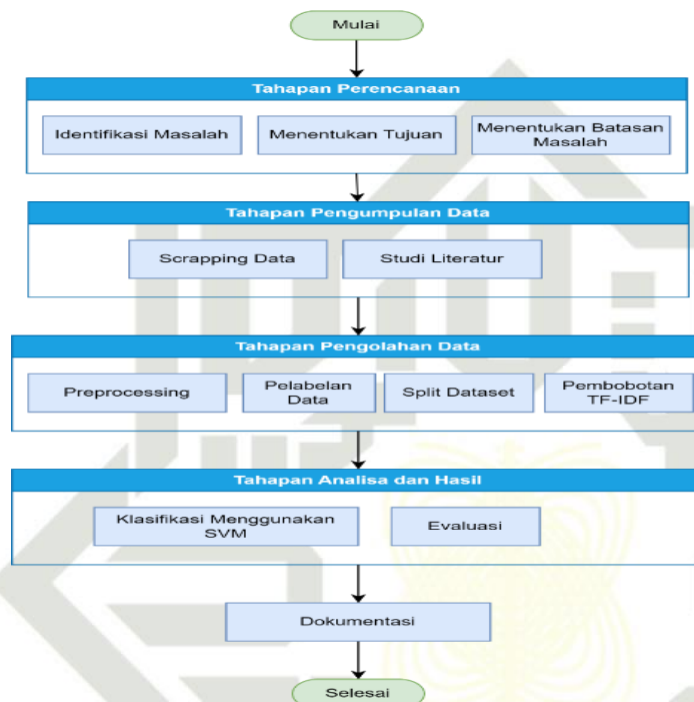 Mulai
Tahapan Perencanaan
Identifikasi Masalah
Menentukan Tujuan
Menentukan Batasan
Masalah
Tahapan Pengumpulan Data
Scrapping Data
Studi Literatur
Tahapan Pengolahan Data
Preprocessing
Pelabelan
Data
Split Dataset
Pembobotan
TF-IDF
Tahapan Analisa dan Hasil
Klasifikasi Menggunakan
SVM
Evaluasi
Dokumentasi
Selesai